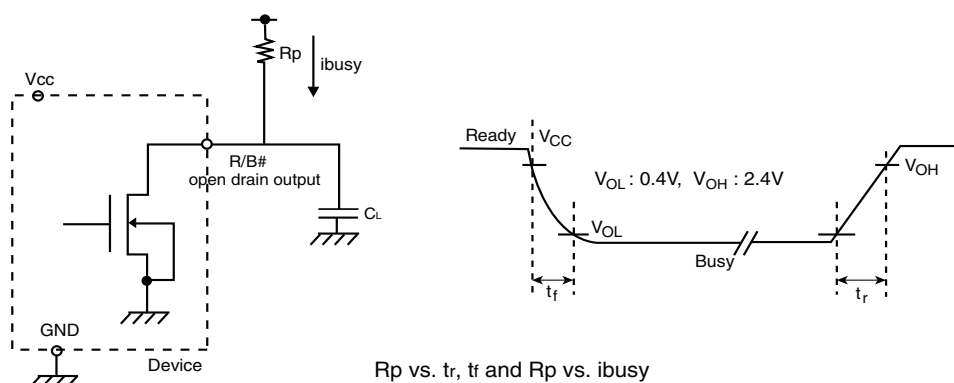 Rp
ibusy
Vcc
R/B#
open drain output
CL
GND
Device
Ready
VCC
VOL : 0.4V, VOH : 2.4V
VOH
VOL
Busy
tf
tr
Rp vs. tr, tf and Rp vs. ibusy